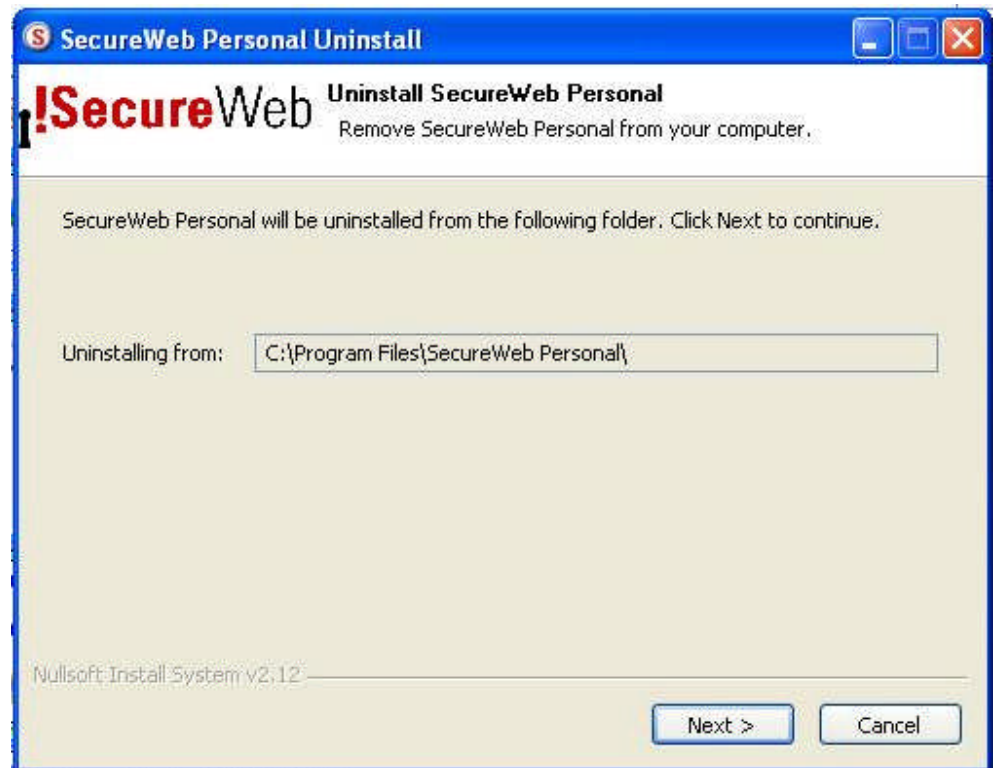 SecureWeb Personal Uninstall
!SecureWeb
Uninstall SecureWeb Personal
Remove SecureWeb Personal from your computer.
SecureWeb Personal will be uninstalled from the following folder. Click Next to continue.
Uninstalling from: C:\Program Files\SecureWeb Personal\
Nullsoft Install System v2.12
Next > Cancel